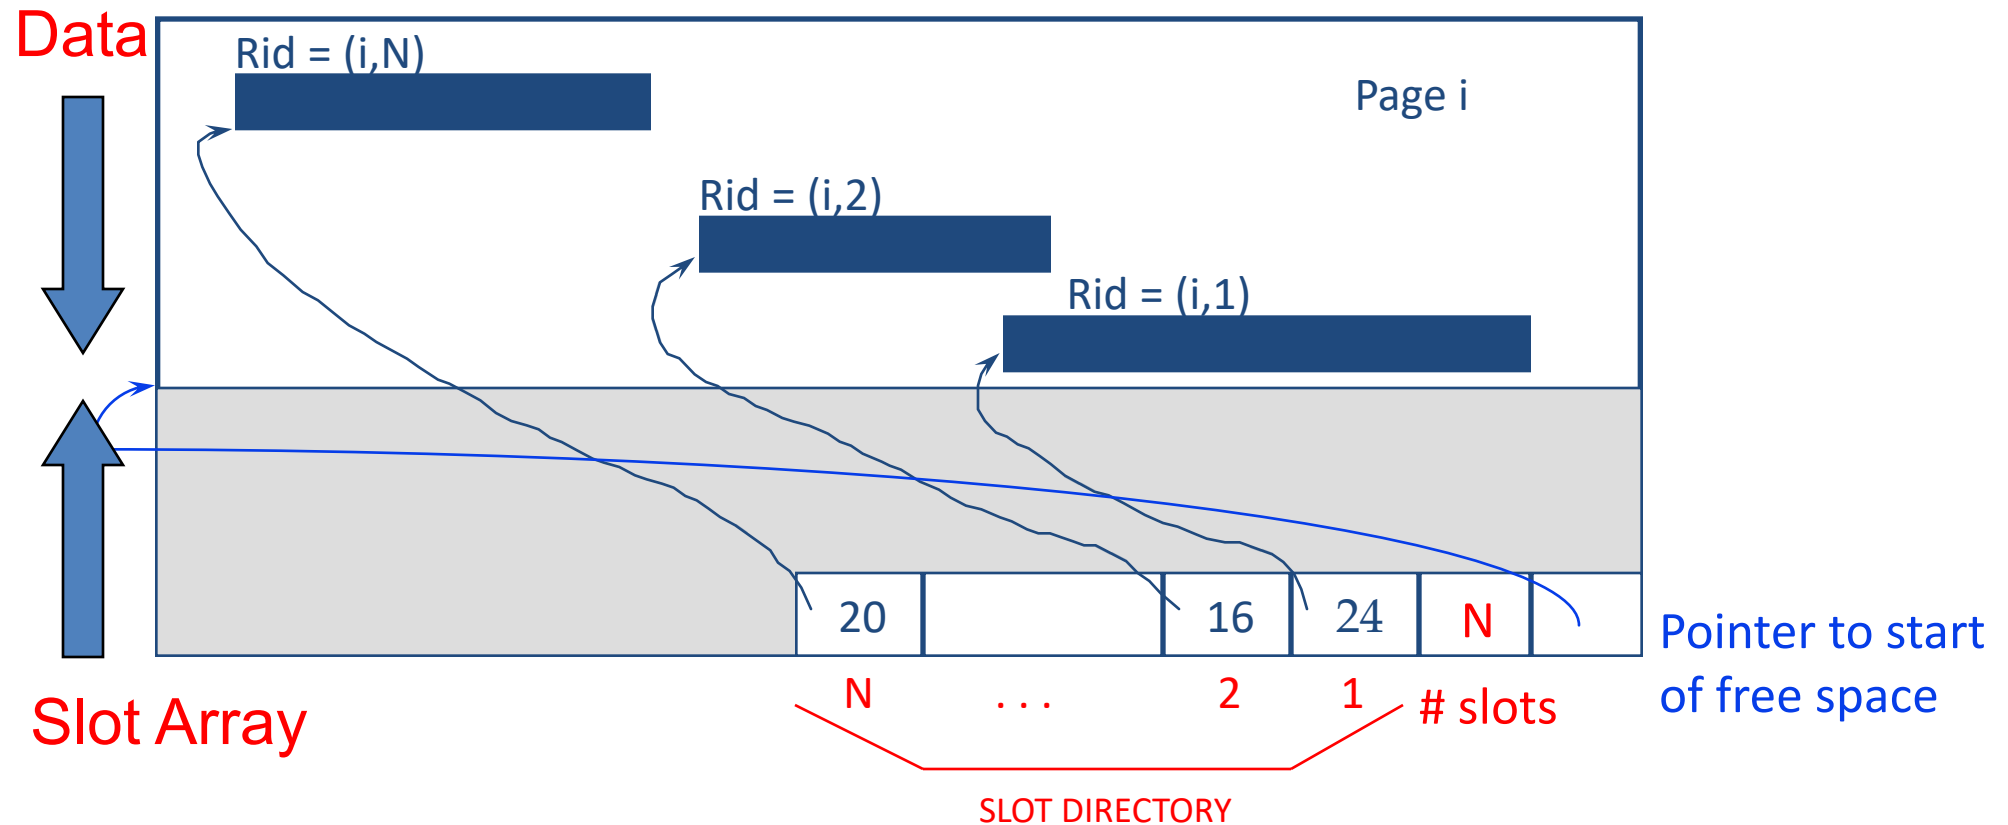 Data
Rid = (i,N)
Page i
Rid = (i,2)
Rid = (i,1)
20
16
24
N
Pointer to start
of free space
N
. . .
2
1
# slots
Slot Array
SLOT DIRECTORY